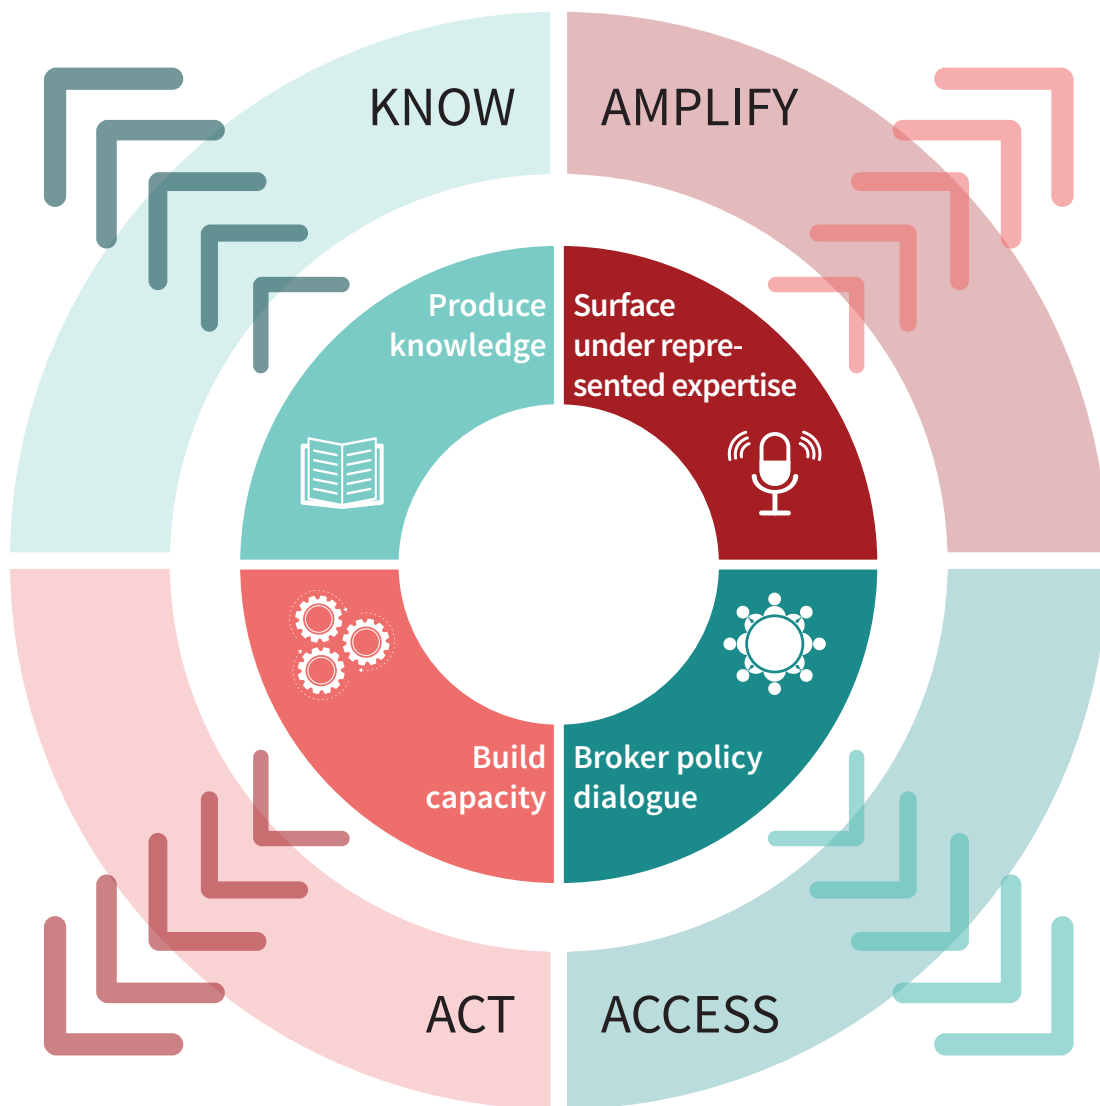 KNOW
AMPLIFY
Produce
knowledge
Surface
under repre-
sented expertise
Build
capacity
Broker policy
dialogue
ACT
ACCESS